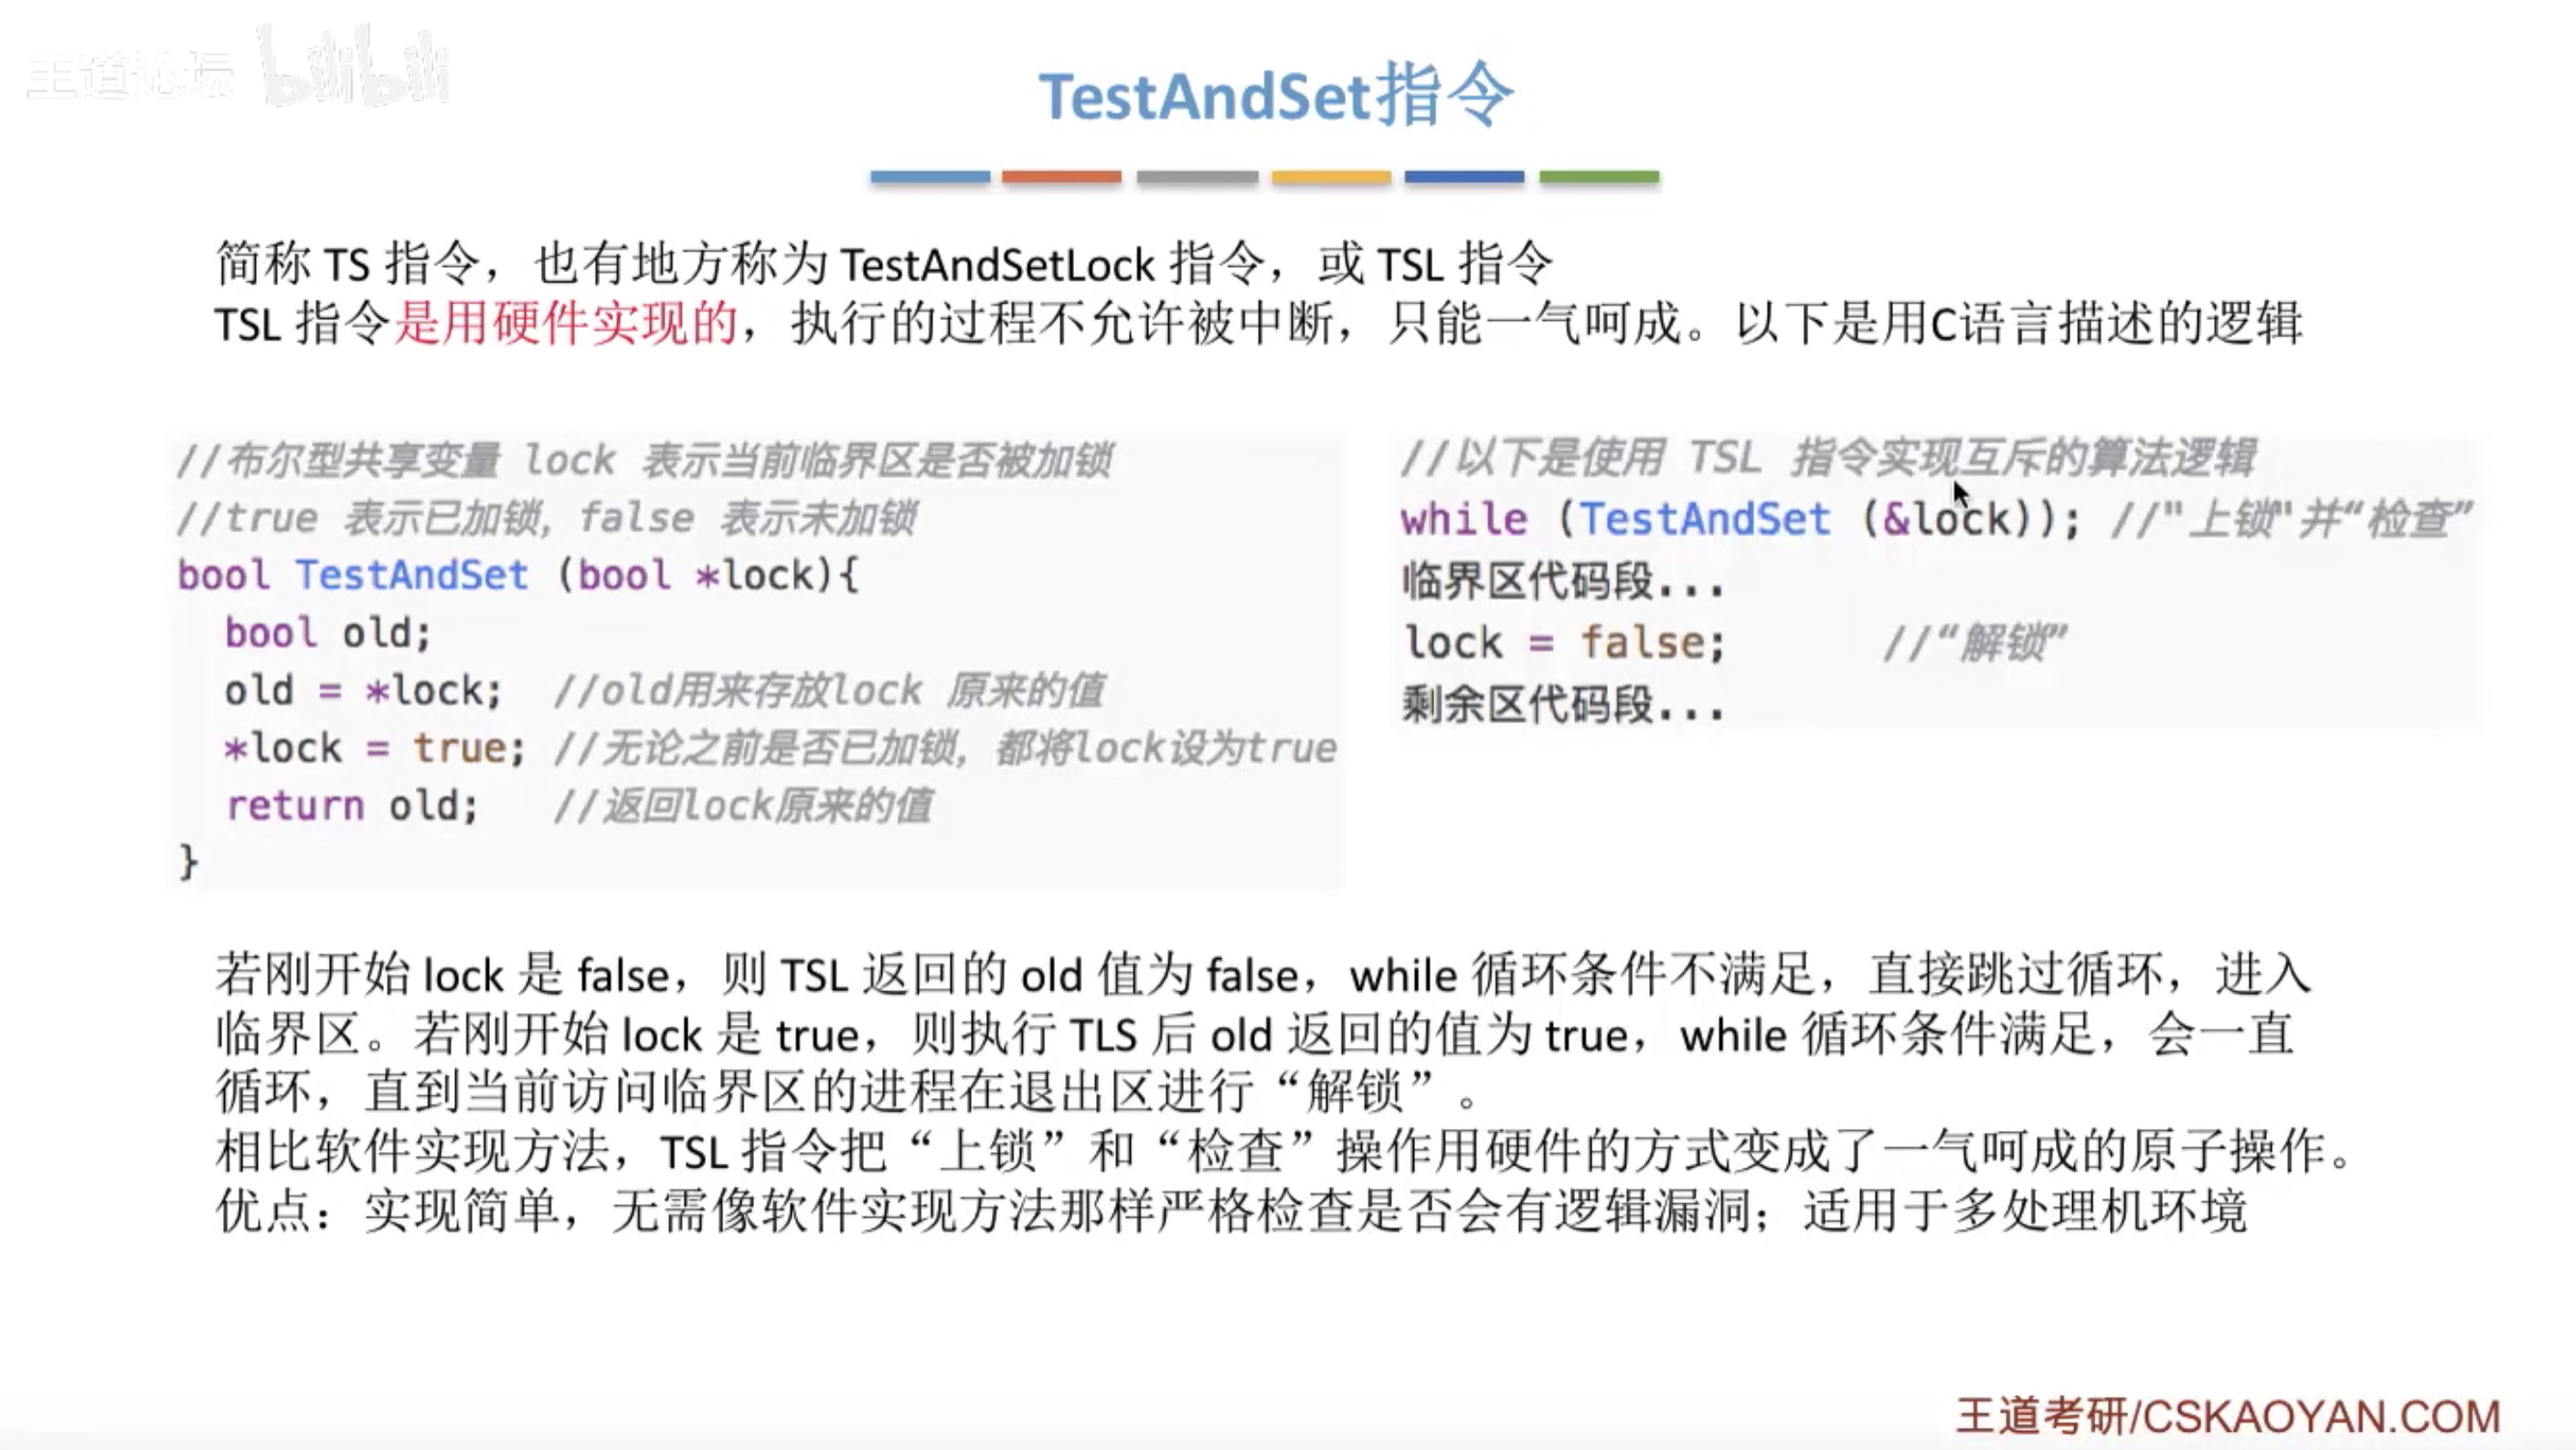 王道论坛 bilibili
TestAndSet指令
简称 TS 指令，也有地方称为 TestAndSetLock 指令，或 TSL 指令
TSL 指令是用硬件实现的，执行的过程不允许被中断，只能一气呵成。以下是用C语言描述的逻辑
//布尔型共享变量 lock 表示当前临界区是否被加锁
//true 表示已加锁，false 表示未加锁
bool TestAndSet (bool *lock){
bool old;
old = *lock; //old用来存放lock 原来的值
*lock = true; //无论之前是否已加锁，都将lock设为true
return old; //返回lock原来的值
}
//以下是使用 TSL 指令实现互斥的算法逻辑
while (TestAndSet (&lock)); //"上锁"并“检查”
临界区代码段...
lock = false; //“解锁”
剩余区代码段...
若刚开始 lock 是 false，则 TSL 返回的 old 值为 false，while 循环条件不满足，直接跳过循环，进入
临界区。若刚开始 lock 是 true，则执行 TLS 后 old 返回的值为 true，while 循环条件满足，会一直
循环，直到当前访问临界区的进程在退出区进行“解锁”。
相比软件实现方法，TSL 指令把“上锁”和“检查”操作用硬件的方式变成了一气呵成的原子操作。
优点：实现简单，无需像软件实现方法那样严格检查是否会有逻辑漏洞；适用于多处理机环境
王道考研/CSKAOYAN.COM